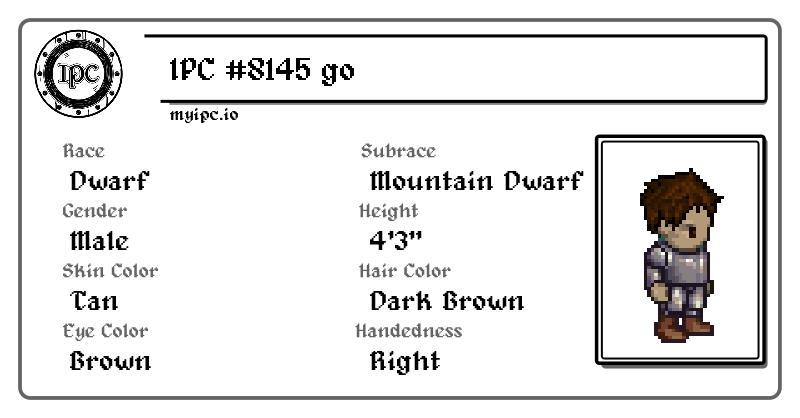 IPC
IPC #8145 go
myipc.io
Race
Dwarf
Subrace
Mountain Dwarf
Gender
Male
Height
4'3"
Skin Color
Tan
Hair Color
Dark Brown
Eye Color
Brown
Handedness
Right